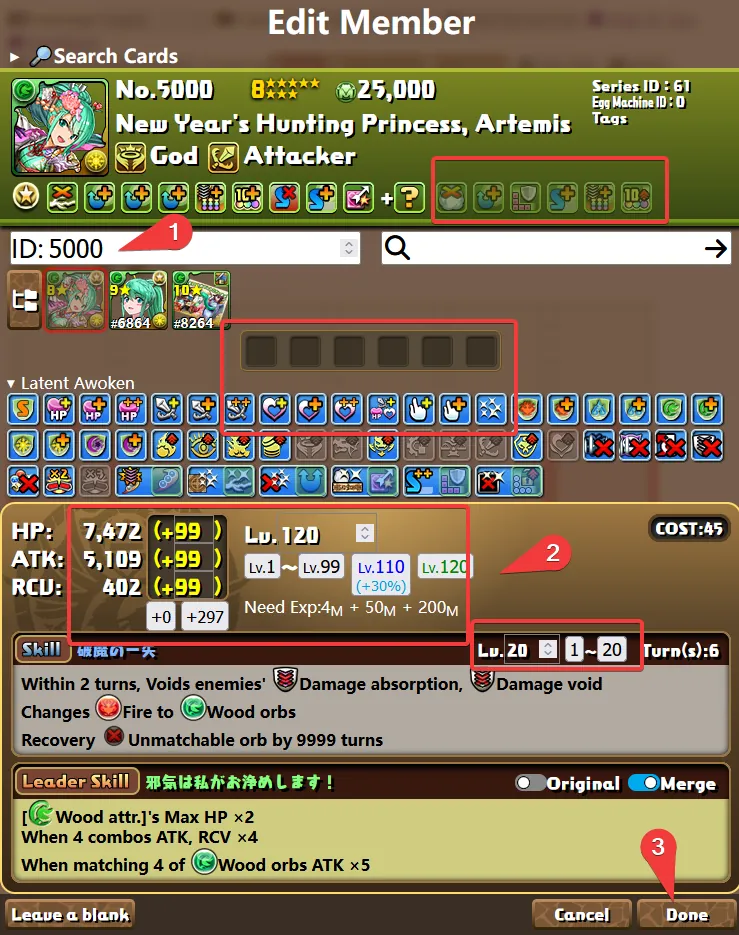 Edit Member
Search Cards
No.5000 8 25,000 Series ID : 61
Egg Machine ID : 0
New Year's Hunting Princess, Artemis Tags
God Attacker
+ ?
ID: 5000 1
8 9 #6864 10 #8264
Latent Awoken
HP: 7,472 (+99 ) Lv. 120 COST:45
ATK: 5,109 (+99 ) Lv.1 ~ Lv.99 Lv.110 (+30%) Lv.120 2
RCU: 402 (+99 ) Need Exp:4M + 50M + 200M
+0 +297
Skill 破魔の一矢 Lv. 20 1 ~ 20 Turn(s):6
Within 2 turns, Voids enemies' Damage absorption, Damage void
Changes Fire to Wood orbs
Recovery Unmatchable orb by 9999 turns
Leader Skill 邪気は私がお浄めします! Original Merge
[ Wood attr.]'s Max HP ×2
When 4 combos ATK, RCV ×4
When matching 4 of Wood orbs ATK ×5
3
Leave a blank Cancel Done